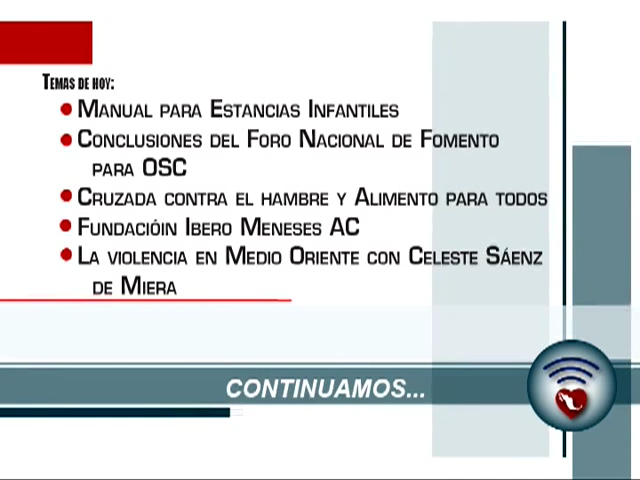 TEMAS DE HOY:
MANUAL PARA ESTANCIAS INFANTILES
CONCLUSIONES DEL FORO NACIONAL DE FOMENTO
PARA OSC
CRUZADA CONTRA EL HAMBRE Y ALIMENTO PARA TODOS
FUNDACIÓIN IBERO MENESES AC
LA VIOLENCIA EN MEDIO ORIENTE CON CELESTE SÁENZ
DE MIERA
CONTINUAMOS...